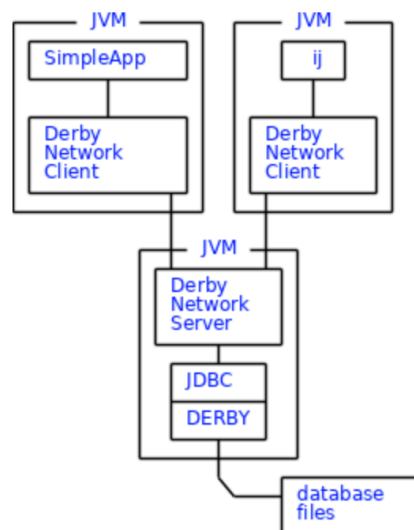 JVM
SimpleApp
Derby
Network
Client
JVM
ij
Derby
Network
Client
JVM
Derby
Network
Server
JDBC
DERBY
database
files